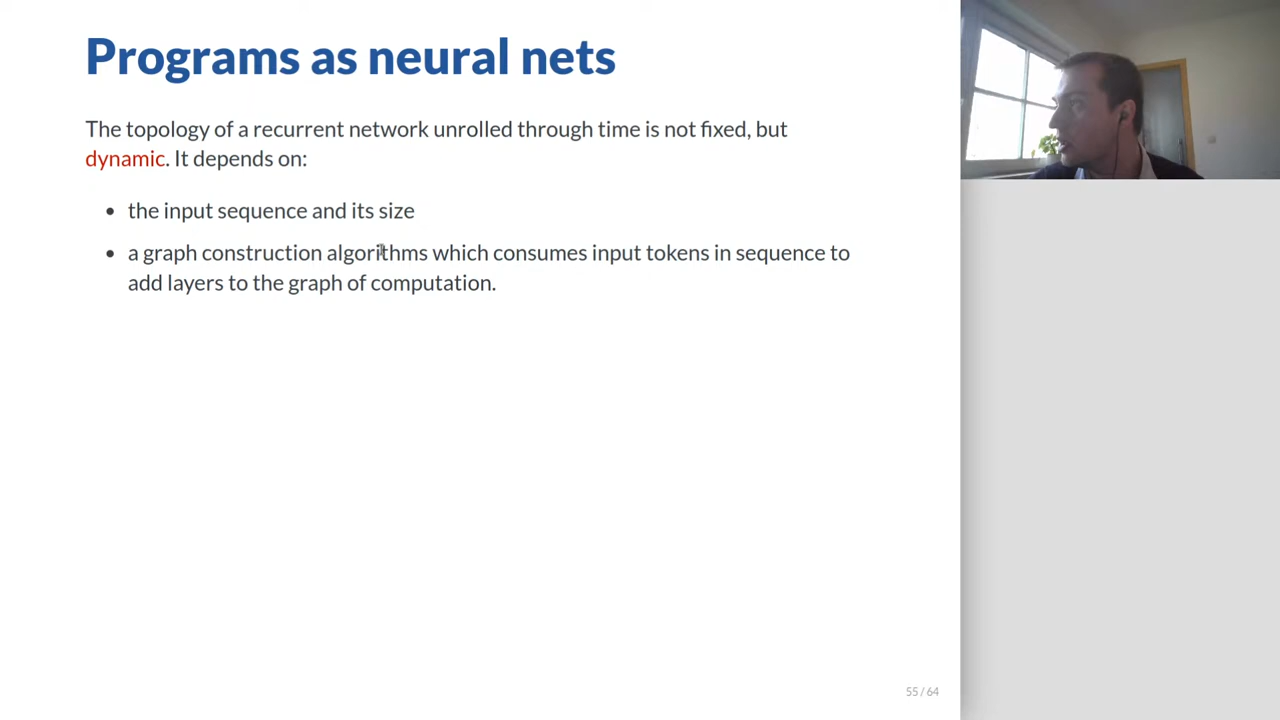 Programs as neural nets
The topology of a recurrent network unrolled through time is not fixed, but
dynamic. It depends on:
• the input sequence and its size
• a graph construction algorithms which consumes input tokens in sequence to
add layers to the graph of computation.
55 / 64